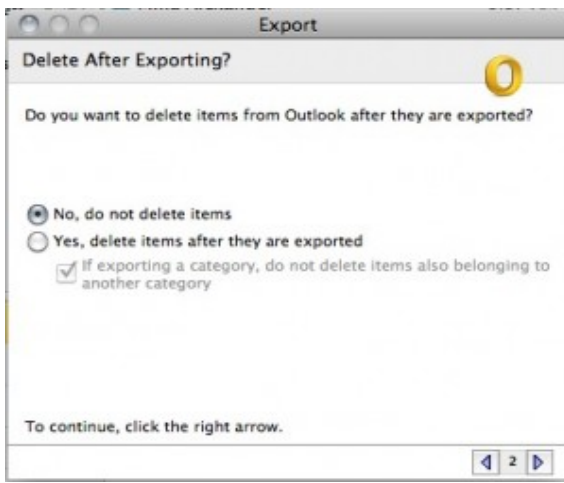 Export
Delete After Exporting?
Do you want to delete items from Outlook after they are exported?
No, do not delete items
Yes, delete items after they are exported
If exporting a category, do not delete items also belonging to
another category
To continue, click the right arrow.
2